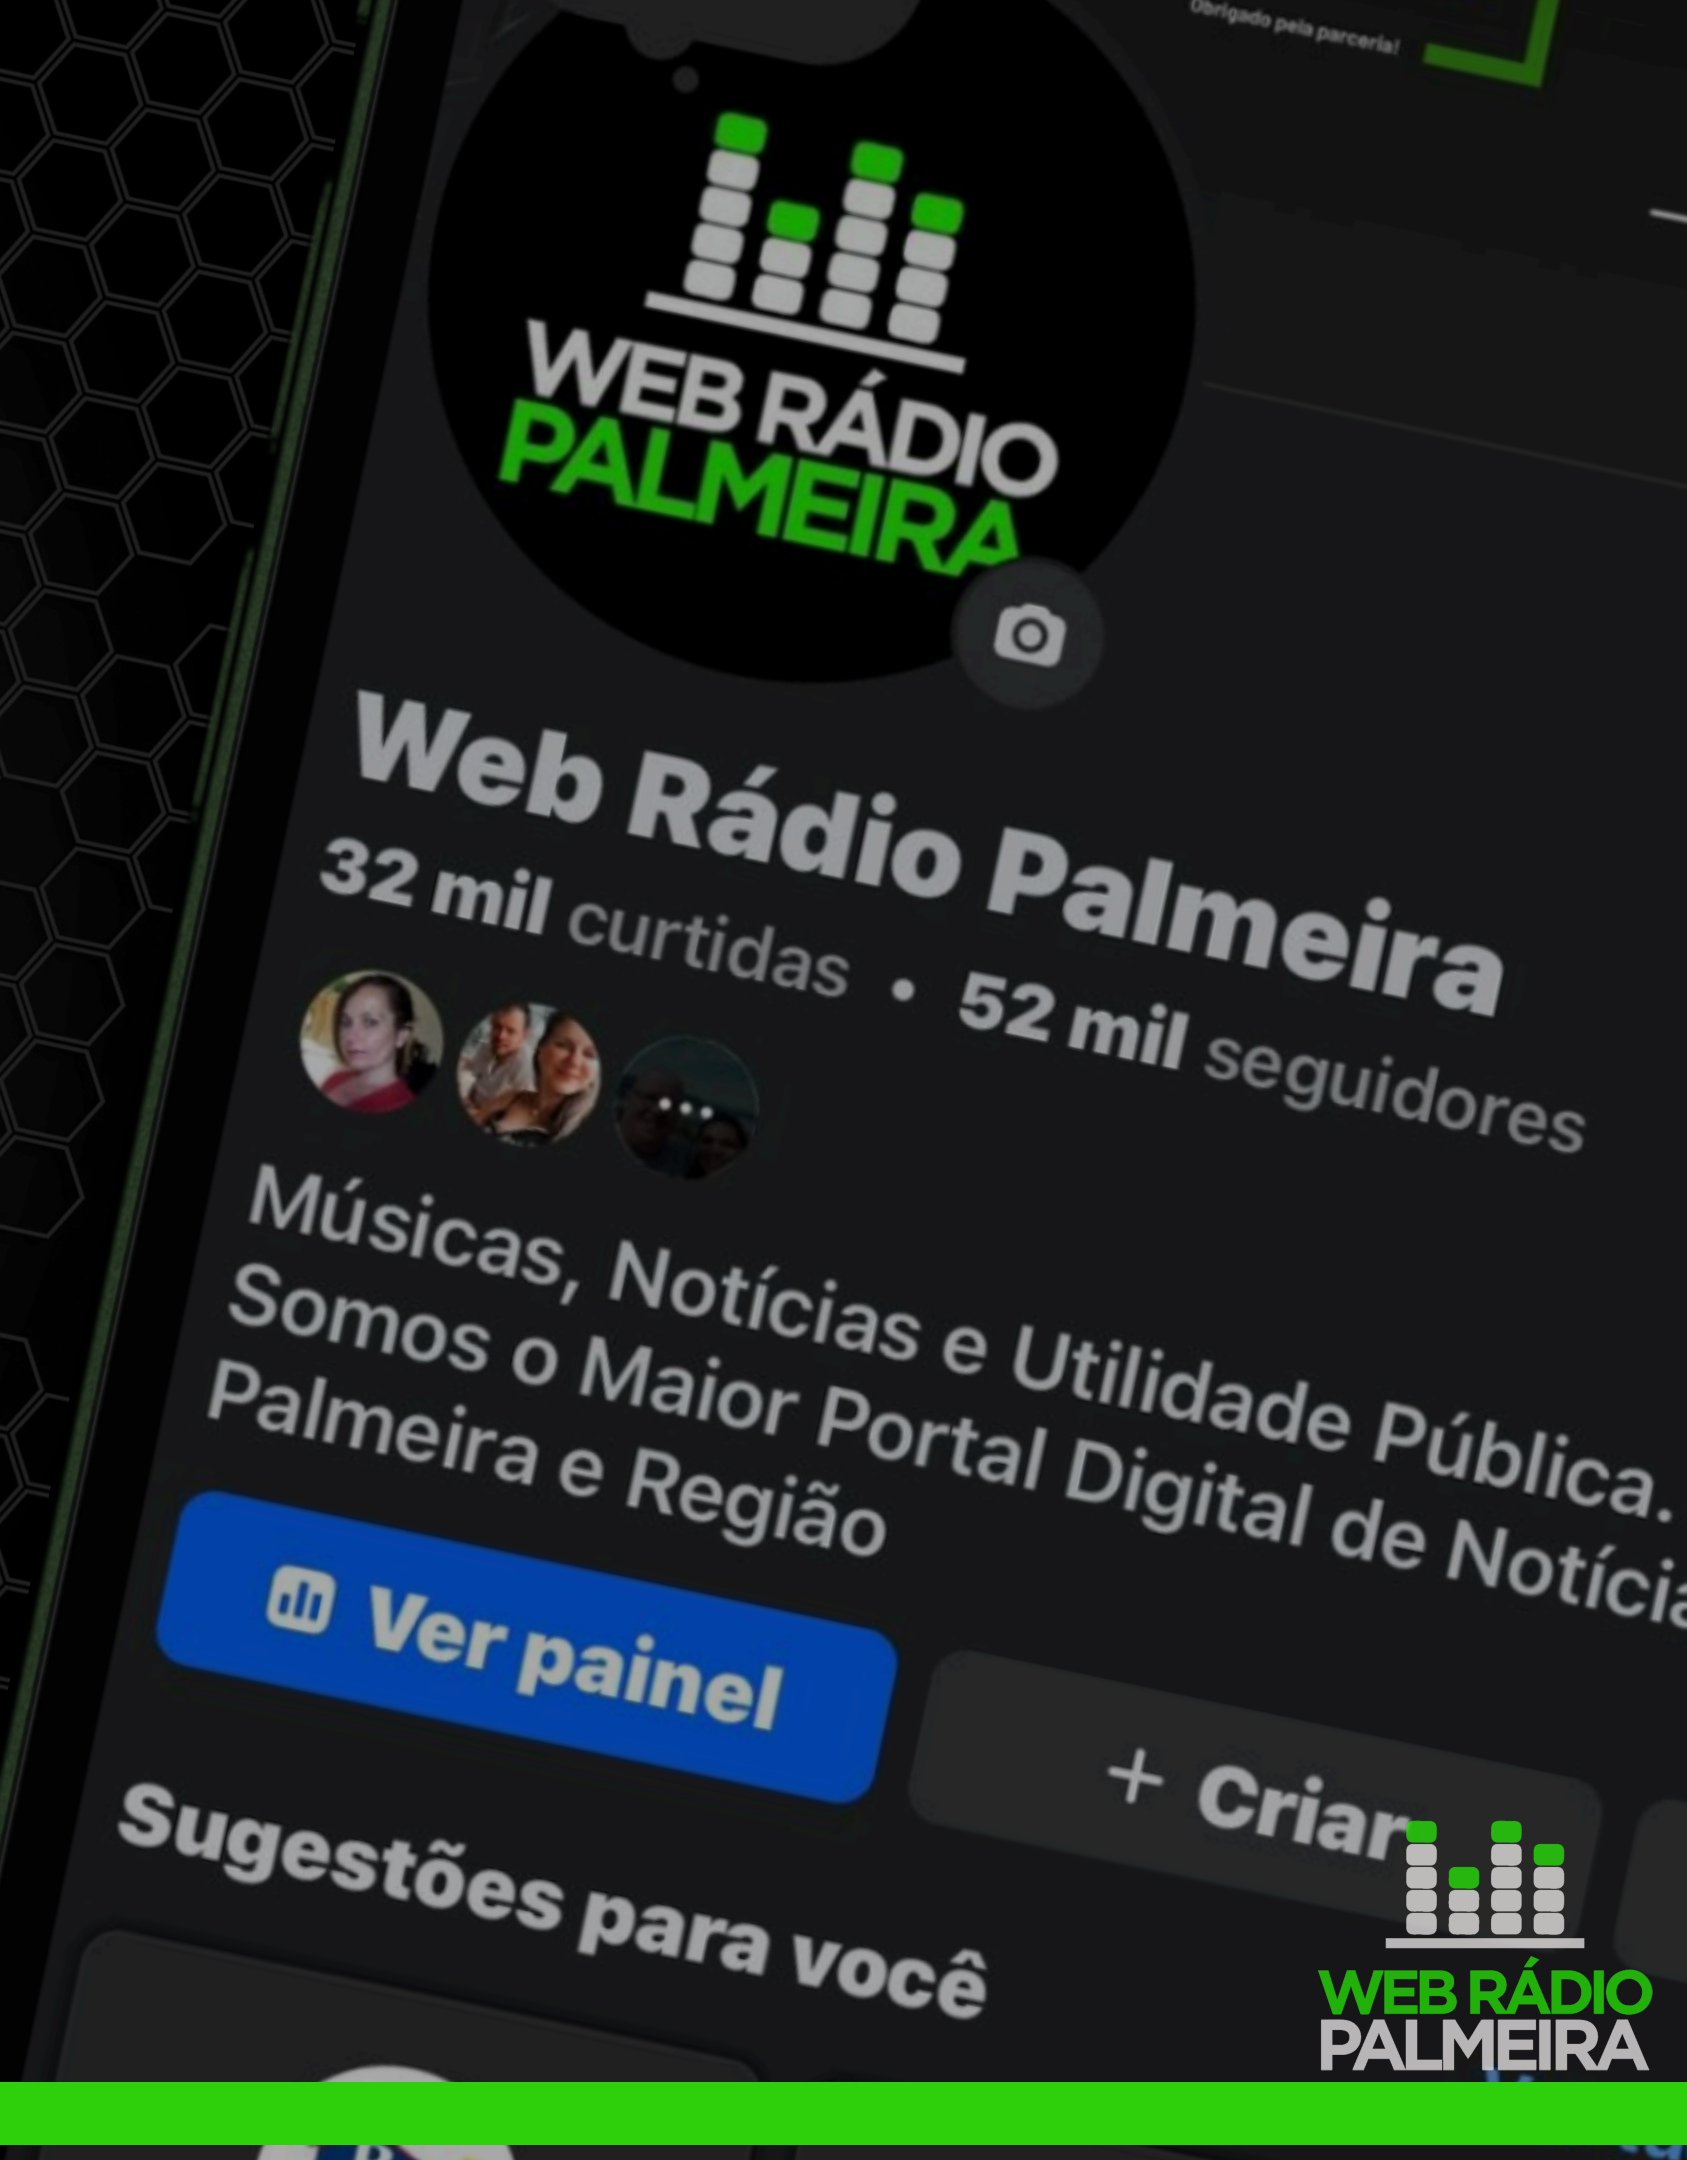 Obrigado pela parceria!
WEB RÁDIO
PALMEIRA
Web Rádio Palmeira
32 mil curtidas • 52 mil seguidores
Músicas, Notícias e Utilidade Pública.
Somos o Maior Portal Digital de
Palmeira e Região
Ver painel
+ Criar
Sugestões para você
WEB RÁDIO
PALMEIRA